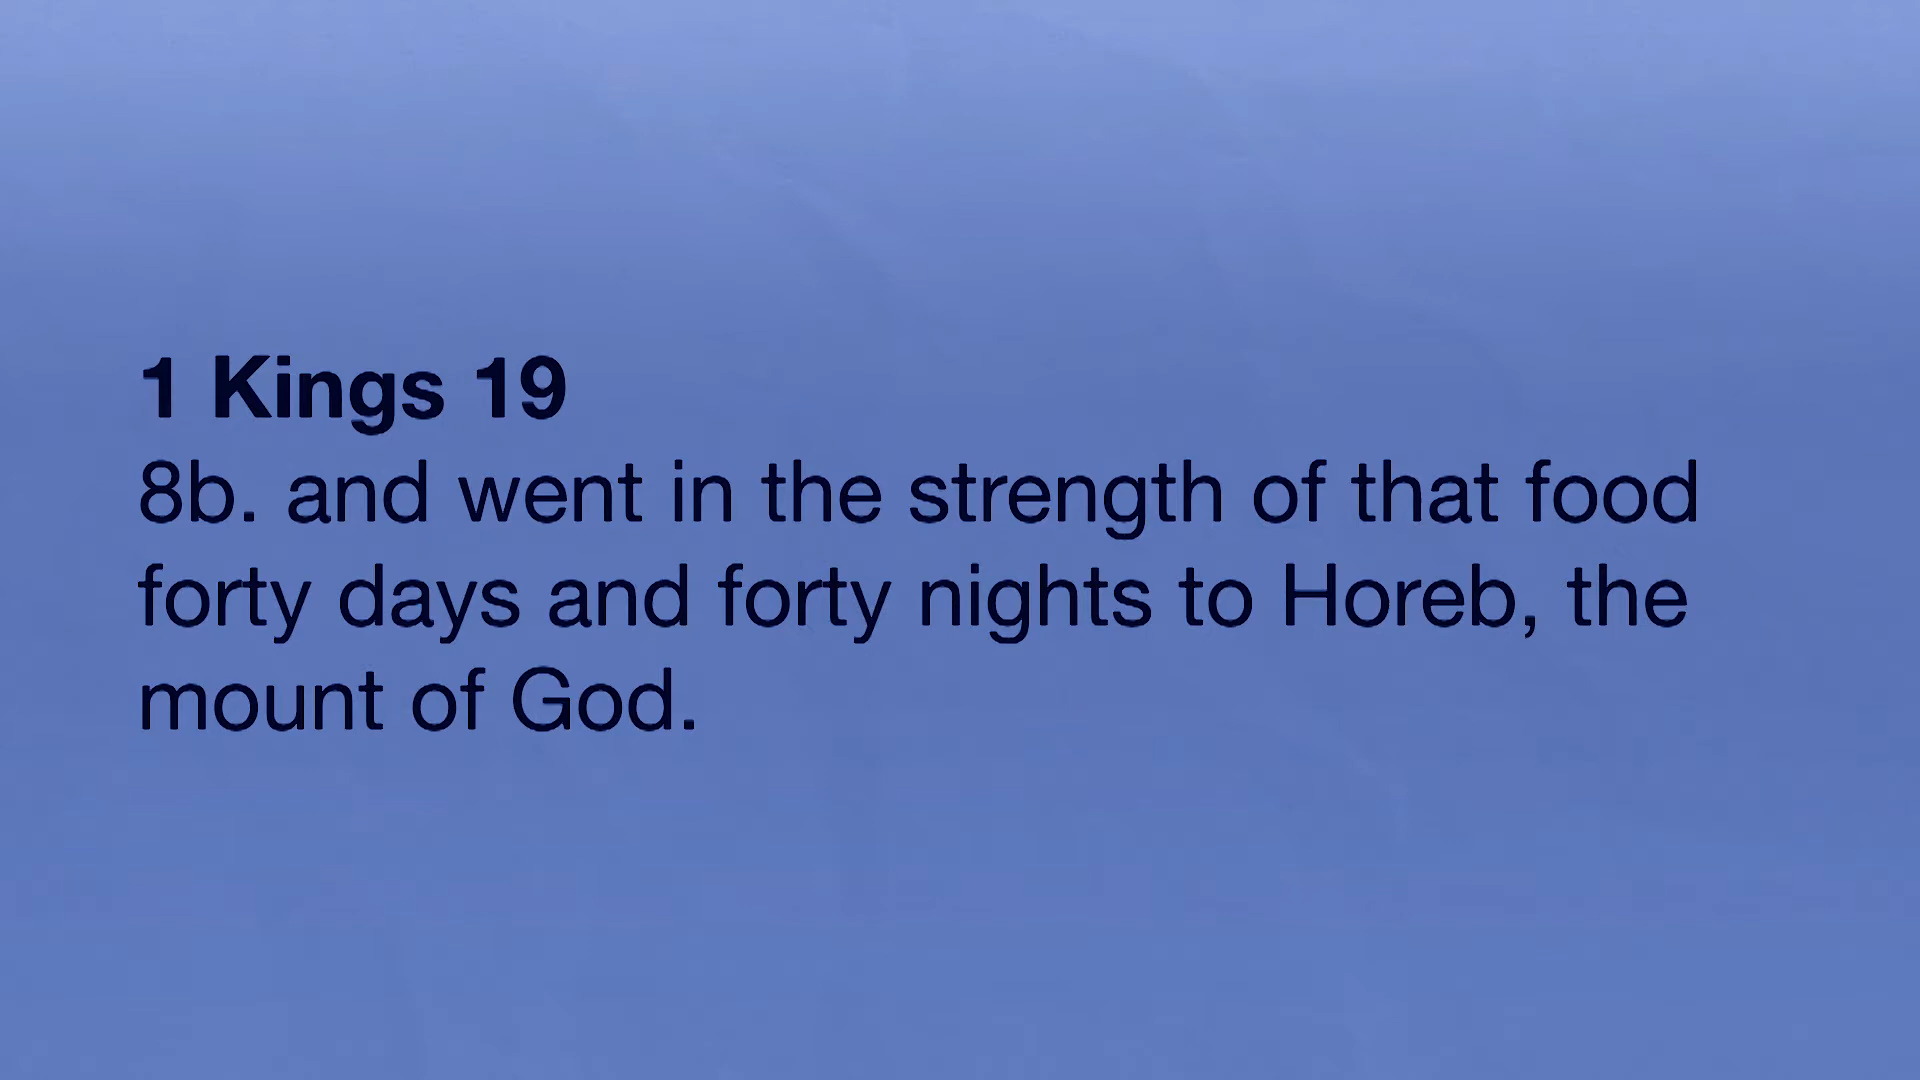 1 Kings 19
8b. and went in the strength of that food
forty days and forty nights to Horeb, the
mount of God.